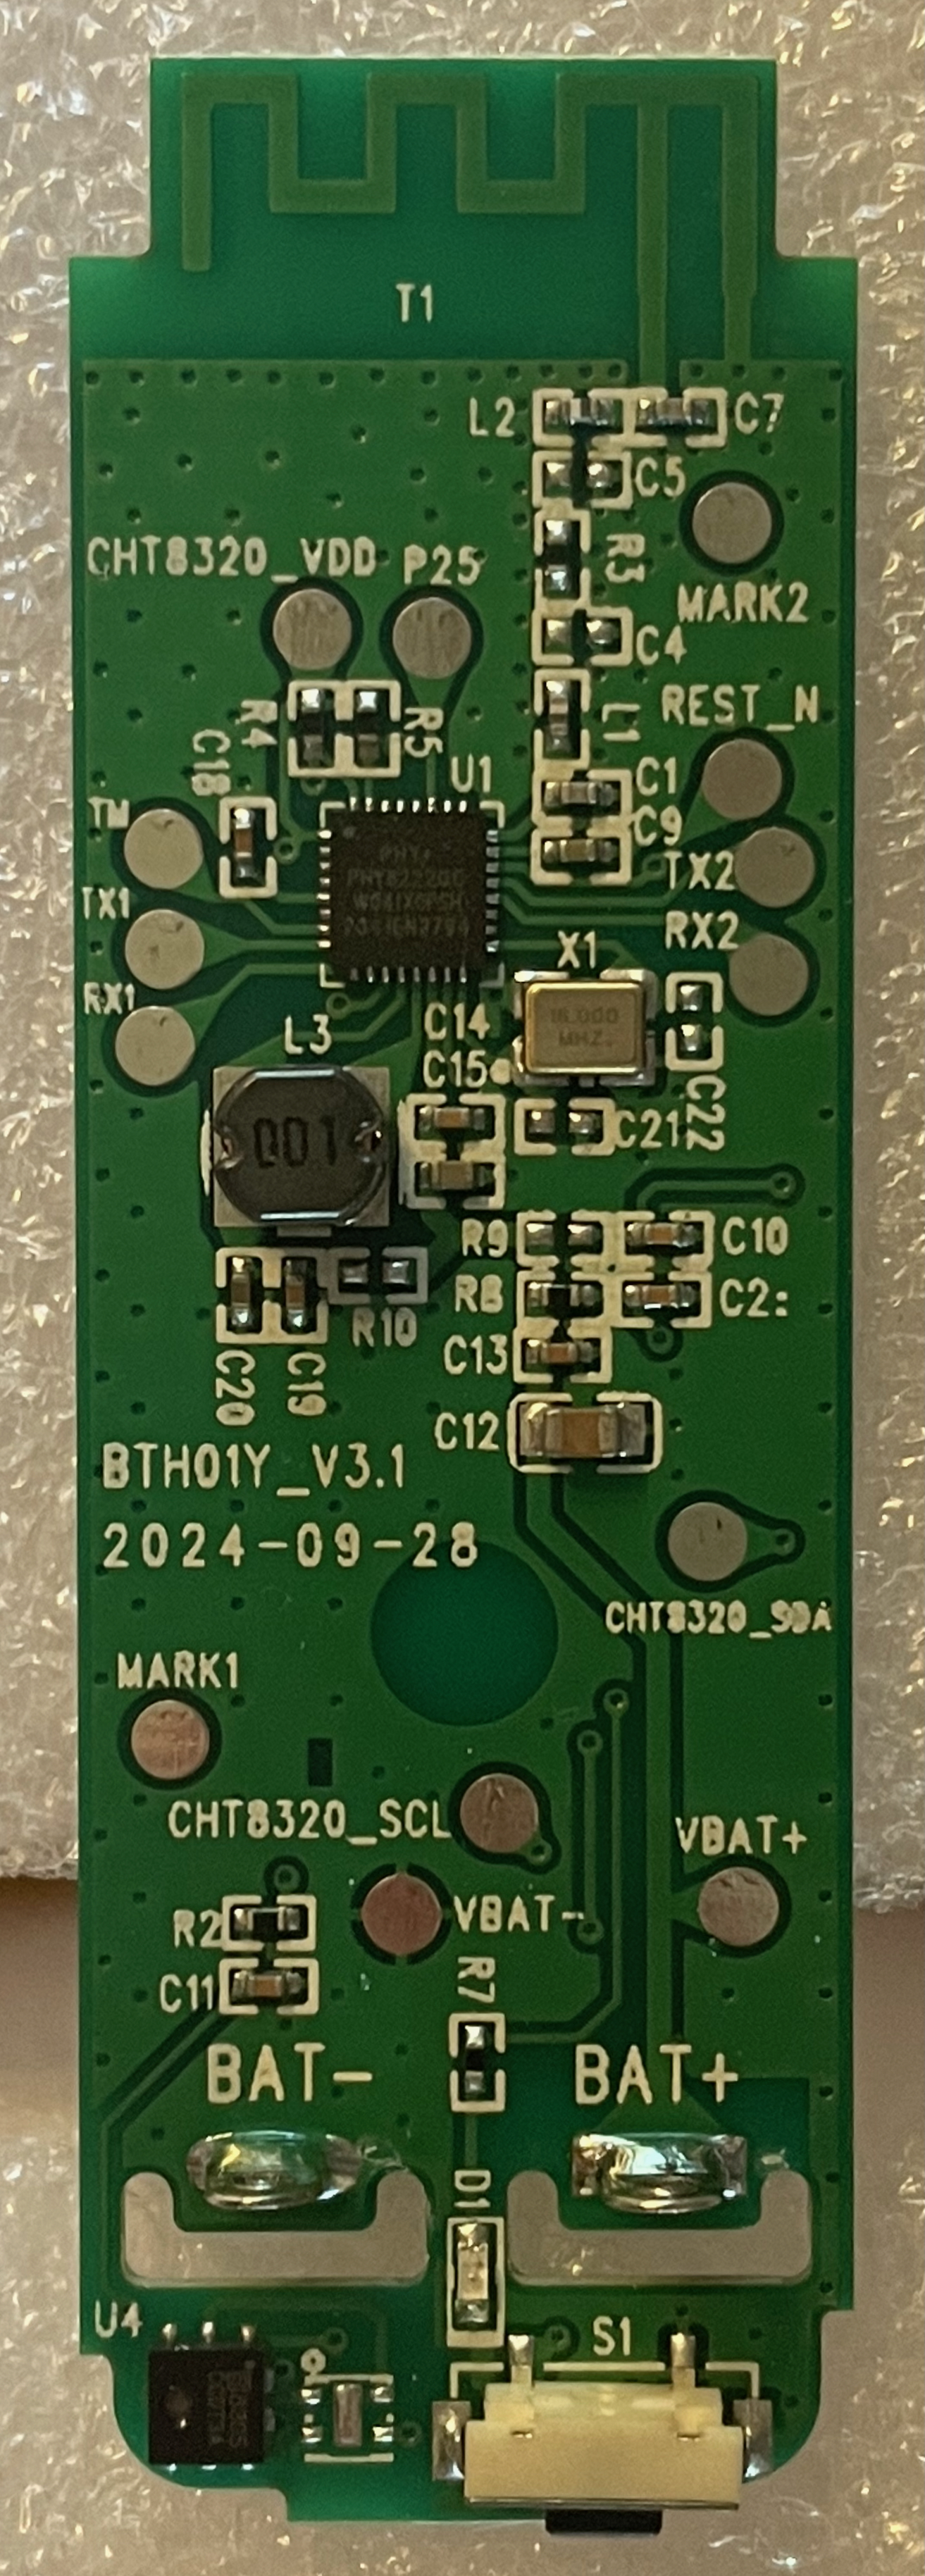 T1
L2
C7
C5
CHT8320_VDD
P25
R3
MARK2
C4
R4
R5
L1
REST_N
C18
U1
C1
TM
C9
TX2
TX1
RX2
X1
RX1
L3
C14
C15
C22
C21
001
R9
C10
R8
C2:
R10
C13
C20
C19
C12
BTH01Y_V3.1
2024-09-28
CHT8320_SDA
MARK1
CHT8320_SCL
VBAT+
R2
VBAT-
R7
C11
BAT-
BAT+
D1
U4
S1